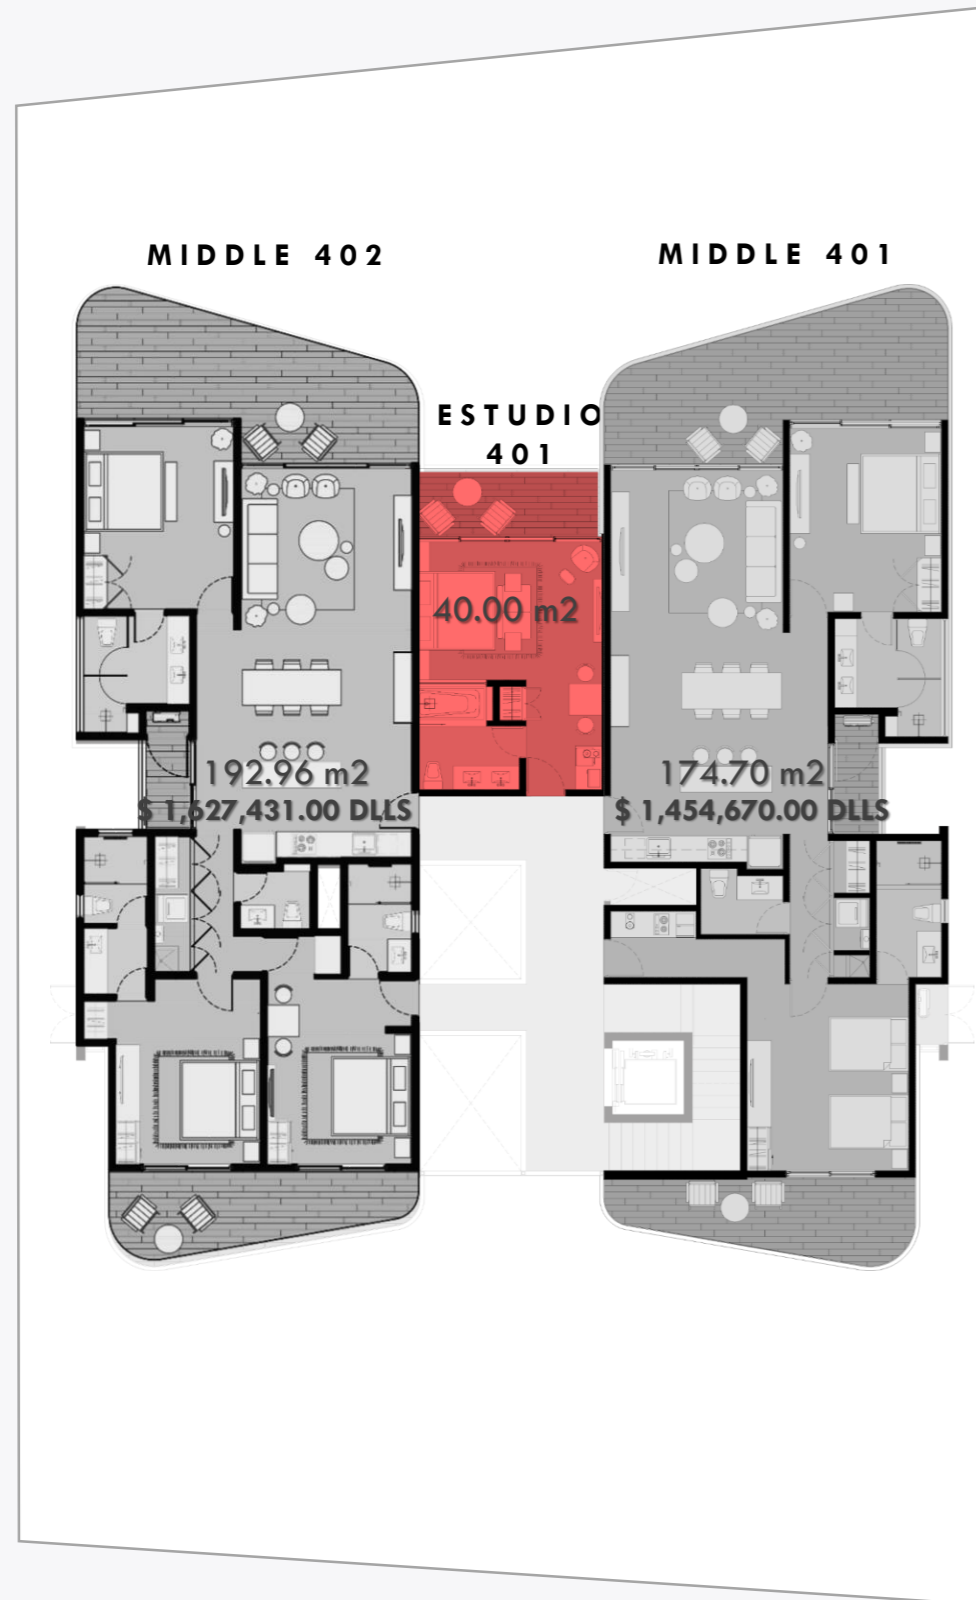 MIDDLE 402
MIDDLE 401
ESTUDIO
401
40.00 m2
192.96 m2
$ 1,627,431.00 DLLS
174.70 m2
$ 1,454,670.00 DLLS